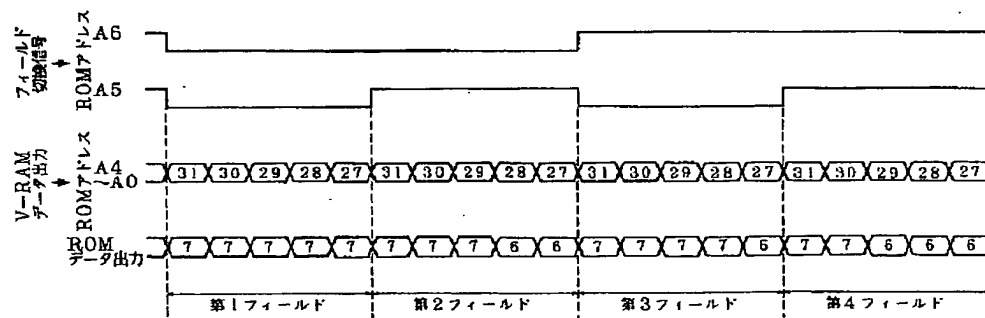 フィールド
切換信号
ROMアドレス
A6
A5
V-RAM
データ出力
ROMアドレス
A4
~A0
31 30 29 28 27 31 30 29 28 27 31 30 29 28 27 31 30 29 28 27
ROM
データ出力
7 7 7 7 7 7 7 7 6 6 7 7 7 7 6 7 7 6 6 6
第1フィールド 第2フィールド 第3フィールド 第4フィールド